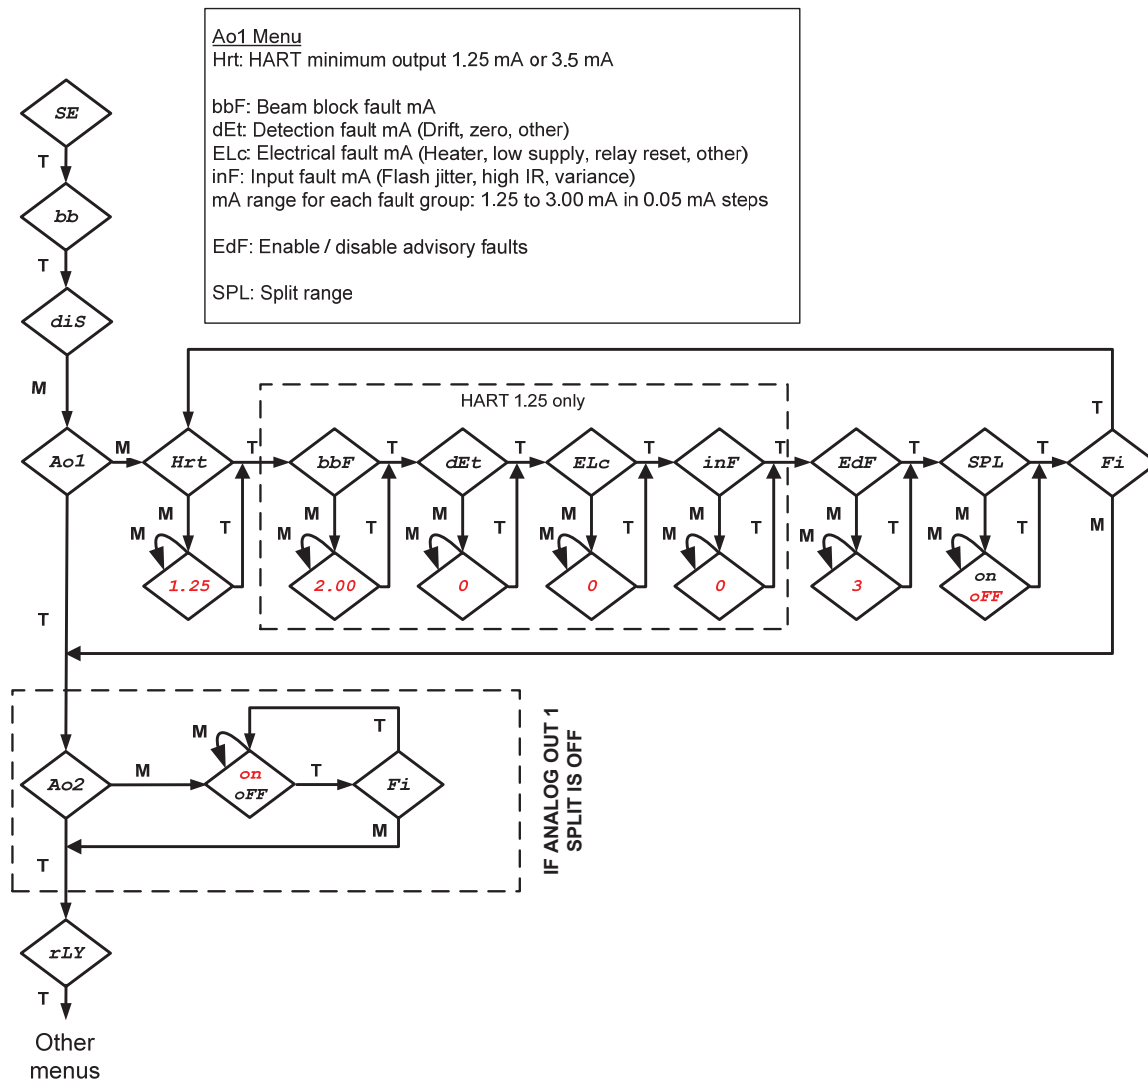 Ao1 Menu
Hrt: HART minimum output 1.25 mA or 3.5 mA
bbF: Beam block fault mA
dEt: Detection fault mA (Drift, zero, other)
ELc: Electrical fault mA (Heater, low supply, relay reset, other)
inF: Input fault mA (Flash jitter, high IR, variance)
mA range for each fault group: 1.25 to 3.00 mA in 0.05 mA steps
EdF: Enable / disable advisory faults
SPL: Split range
SE
T
bb
T
diS
M
HART 1.25 only
Ao1
M
Hrt
T
bbF
T
dEt
T
ELc
T
inF
T
EdF
T
SPL
T
Fi
T
M
M
T
M
M
T
M
M
T
M
M
T
M
M
T
M
M
T
M
M
T
M
1.25
2.00
0
0
0
3
on
oFF
T
Ao2
M
M
on
oFF
T
Fi
T
M
IF ANALOG OUT 1
SPLIT IS OFF
T
rLY
T
Other
menus